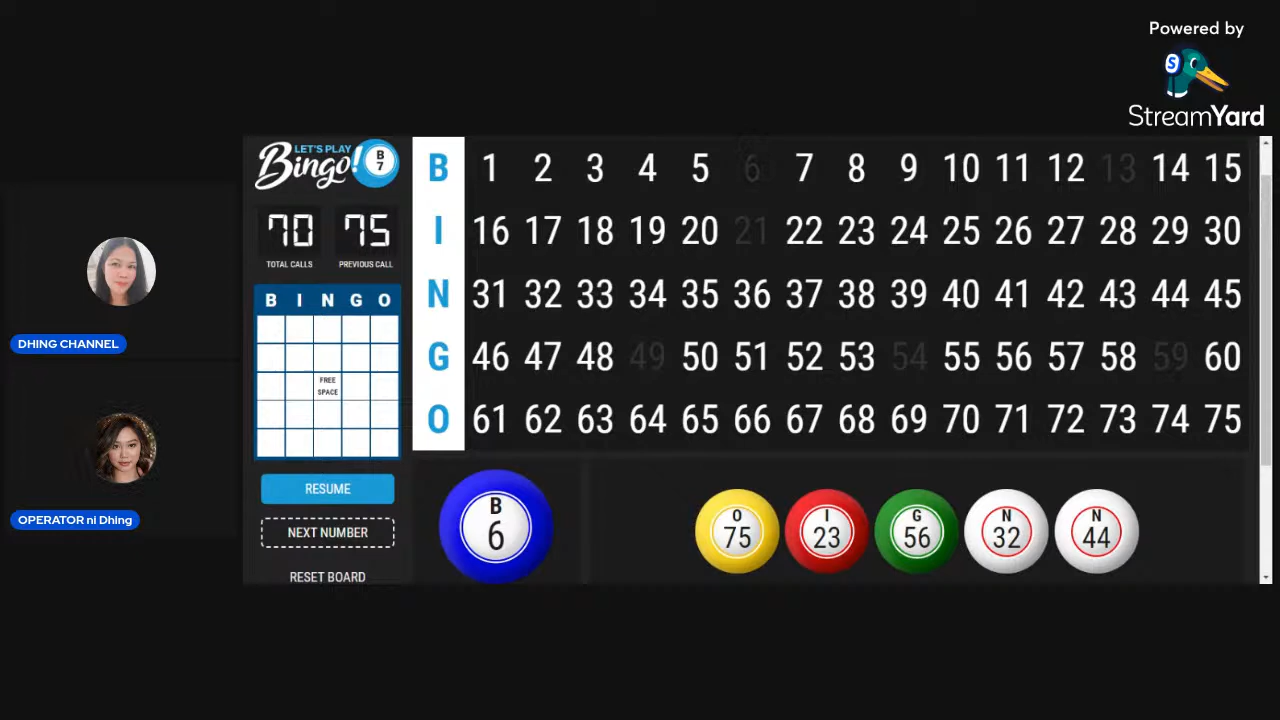 Powered by
StreamYard
LET'S PLAY
Bingo!
B
7
70 75
TOTAL CALLS PREVIOUS CALL
B I N G O
FREE
SPACE
RESUME
NEXT NUMBER
RESET BOARD
B 1 2 3 4 5 6 7 8 9 10 11 12 13 14 15
I 16 17 18 19 20 21 22 23 24 25 26 27 28 29 30
N 31 32 33 34 35 36 37 38 39 40 41 42 43 44 45
G 46 47 48 49 50 51 52 53 54 55 56 57 58 59 60
O 61 62 63 64 65 66 67 68 69 70 71 72 73 74 75
B
6
O
75
I
23
G
56
N
32
N
44
DHING CHANNEL
OPERATOR ni Dhing